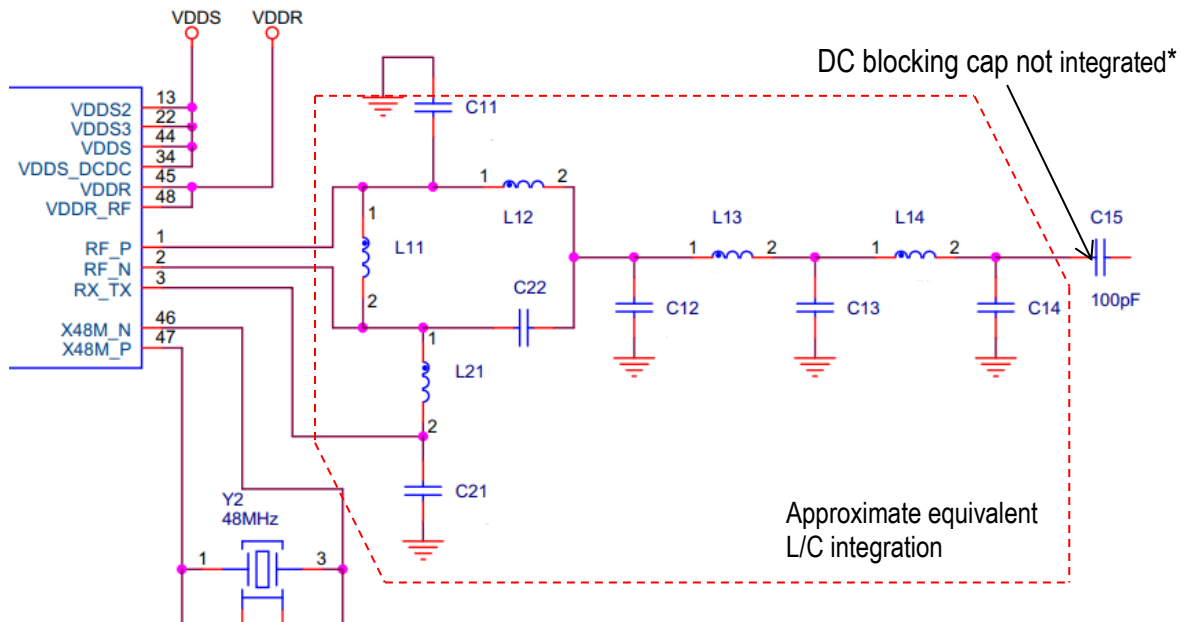 VDDS VDDR
DC blocking cap not integrated*
VDDS2 13
VDDS3 22
VDDS 44
VDDS_DCDC 34
VDDR 45
VDDR_RF 48
C11
1 2
L12
1
L11
2
RF_P 1
RF_N 2
RX_TX 3
X48M_N 46
X48M_P 47
L13
1 2
L14
1 2
C15
100pF
C22
C12
C13
C14
1
L21
2
C21
Y2
48MHz
1 3
Approximate equivalent
L/C integration